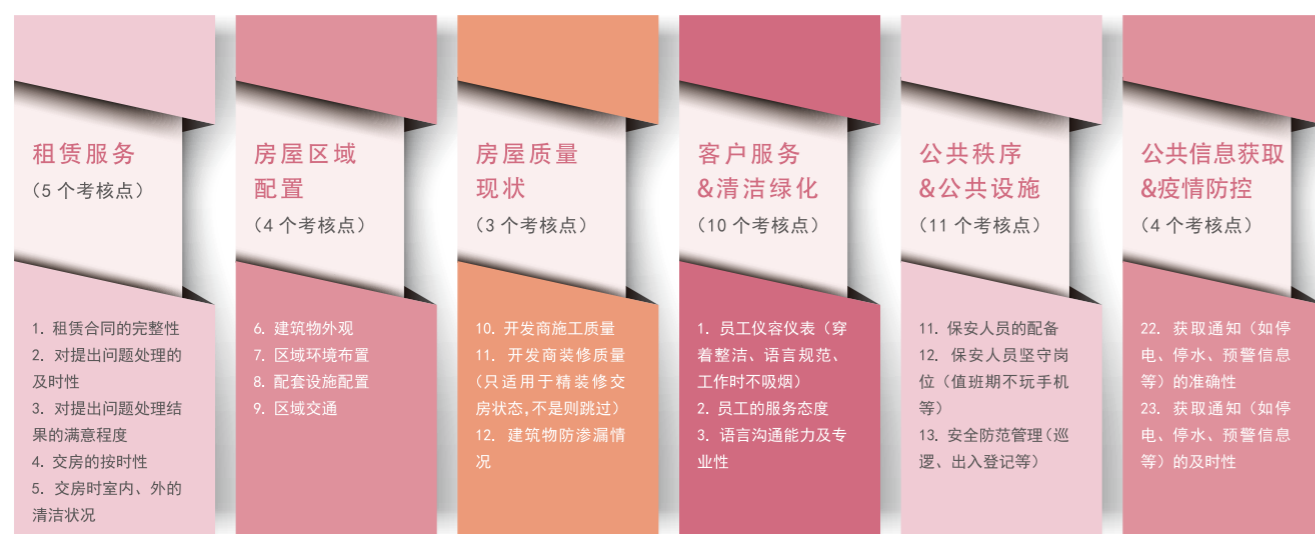 租赁服务
（5 个考核点）
1. 租赁合同的完整性
2. 对提出问题处理的
及时性
3. 对提出问题处理结
果的满意程度
4. 交房的按时性
5. 交房时室内、外的
清洁状况
房屋区域
配置
（4 个考核点）
6. 建筑物外观
7. 区域环境布置
8. 配套设施配置
9. 区域交通
房屋质量
现状
（3 个考核点）
10. 开发商施工质量
11. 开发商装修质量
（只适用于精装修交
房状态,不是则跳过）
12. 建筑物防渗漏情
况
客户服务
&清洁绿化
（10 个考核点）
1. 员工仪容仪表（穿
着整洁、语言规范、
工作时不吸烟）
2. 员工的服务态度
3. 语言沟通能力及专
业性
公共秩序
&公共设施
（11 个考核点）
11. 保安人员的配备
12. 保安人员坚守岗
位（值班期不玩手机
等）
13. 安全防范管理（巡
逻、出入登记等）
公共信息获取
&疫情防控
（4 个考核点）
22. 获取通知（如停
电、停水、预警信息
等）的准确性
23. 获取通知（如停
电、停水、预警信息
等）的及时性